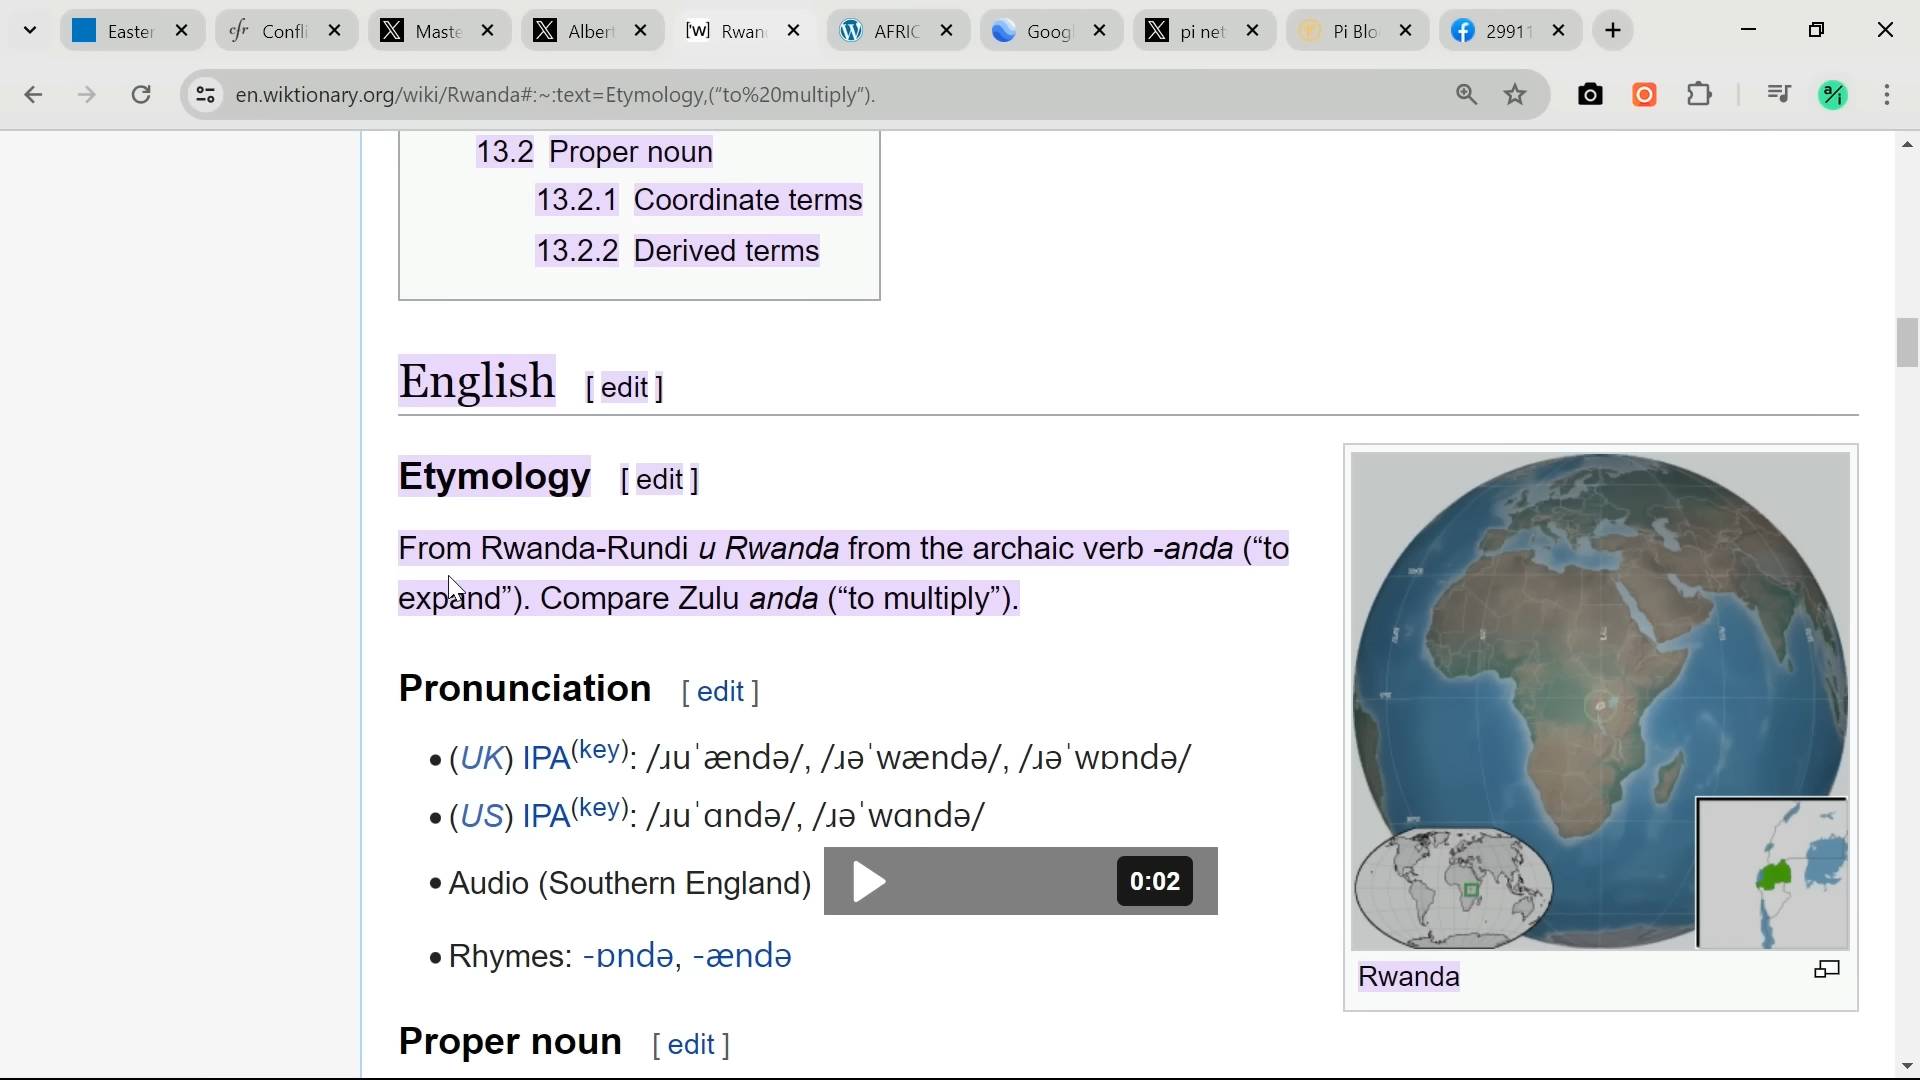 Easter
Confli
Maste
Albert
[w] Rwan
AFRIC
Googl
pi net
Pi Blo
29911
en.wiktionary.org/wiki/Rwanda#:~:text=Etymology,(“to%20multiply”).
13.2 Proper noun
13.2.1 Coordinate terms
13.2.2 Derived terms
English [ edit ]
Etymology [ edit ]
From Rwanda-Rundi u Rwanda from the archaic verb -anda (“to
expand”). Compare Zulu anda (“to multiply”).
Pronunciation [ edit ]
• (UK) IPA(key): /ɹuˈændə/, /ɹəˈwændə/, /ɹəˈwɒndə/
• (US) IPA(key): /ɹuˈɑndə/, /ɹəˈwɑndə/
• Audio (Southern England) 0:02
• Rhymes: -ɒndə, -ændə
Rwanda
Proper noun [ edit ]